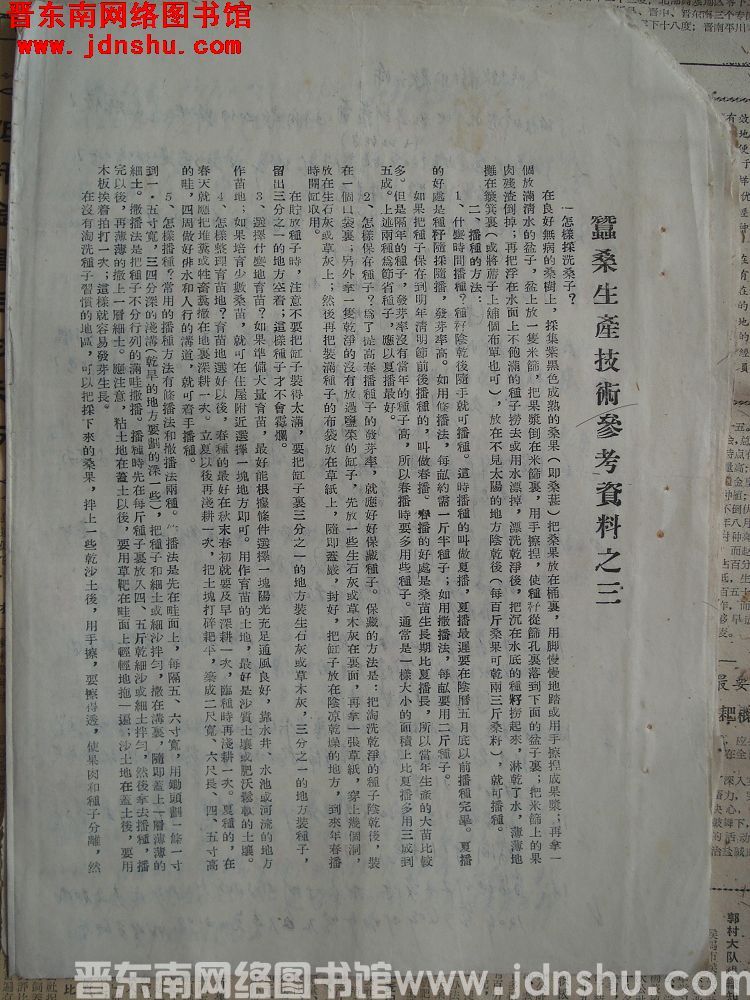 晋东南网络图书馆
www.jdnshu.com
蠶桑生產技術參考資料之三
一、怎樣採洗桑子？
在良好無病的桑樹上，採集紫黑色成熟的桑果（即桑葚）把桑果放在桶裏，用脚慢慢地踏或用手擦揑成果漿；再拿一
個放滿清水的盆子，盆上放一隻米篩，把果漿倒在米篩裏，用手擦揑，使種籽從篩孔裏落到下面的盆子裏；把米篩上的果
肉殘渣倒掉；再把浮在水面上不飽滿的種子撈去或用水漂掉，漂洗乾淨後，把沉在水底的種籽撈起來，淋乾了水，薄薄地
攤在簸箕裏（或將蓆子上舖個布單也可），放在不見太陽的地方陰乾後（每百斤桑果可乾兩三斤桑籽），就可播種。
二、播種的方法：
1、什麼時間播種？種籽陰乾後隨手就可播種。這時播種的叫做夏播，夏播最遲要在陰曆五月底以前播種完畢。夏播
的好處是種籽隨採隨播，發芽率高。如用條播法，每畝約需一斤半種子；如用撒播法，每畝要用二斤種子。
如果把種子保存到明年清明節前後播種的，叫做春播。春播的好處是桑苗生長期比夏播長，所以當年生產的大苗比較
多。但是隔年的種子，發芽率沒有當年的種子高，所以春播時要多用些種子。通常是一樣大小的面積上比夏播多用三成到
五成。上述兩種爲節省種子，應以夏播最好。
2、怎樣保存種子？爲了提高春播種子的發芽率，就應好好保藏種子。保藏的方法是：把淘洗乾淨的種子陰乾後，裝
在一個口袋裏；另外拿一隻乾淨的沒有放過鹽菜的缸子，先放一些生石灰或草木灰在裏面，再拿一張草紙，穿上幾個洞，
放在生石灰或草灰上；然後再把裝滿種子的布袋放在草紙上，隨即蓋嚴，封好，把缸子放在陰凉乾燥的地方，到來年春播
時開缸取用。
在貯放種子時，注意不要把缸子裝得太滿，要把缸子裏三分之一的地方裝生石灰或草木灰，三分之一的地方裝種子，
留出三分之一的地方空着；這樣種子才不會霉爛。
3、選擇什麼地育苗？如果準備大量育苗，最好能根據條件選擇一塊陽光充足通風良好，靠水井、水池或河流的地方
作苗地；如果培育少數桑苗，就可在住屋附近選擇一塊地方即可。用作育苗的土地，最好是沙質土壤或肥沃鬆軟的土壤。
4、怎樣整理育苗地？育苗地選好以後，春種的最好在秋末春初就要及早深耕一次，臨種時再淺耕一次。夏種的，在
春天就應把堆糞或牲畜糞撒在地裏深耕一次。立夏以後再淺耕一次，把土塊打碎耙平，築成二尺寬、六尺長、四、五寸高
的畦，四周做好排水和人行的溝道，就可着手播種。
5、怎樣播種？常用的播種方法有條播法和撒播法兩種。條播法是先在畦面上，每隔五、六寸寬，用鋤頭劃一條一寸
到一・五寸寬，三四分深的淺溝（乾旱的地方要劃的深一些），把種子和細土或細沙拌勻，撒在溝裏，隨即蓋上一層薄薄的
細土。撒播法是把種子不分行列的滿畦撒播。播種時先在每斤種子裏放入四、五斤乾細沙或細土拌勻，然後拿去播種，播
完以後，再薄薄的撒上一層細土。應注意，粘土地在蓋土以後，要用草靶在畦面上輕輕地拖一遍；沙土地在蓋土後，要用
木板挨着拍打一次；這樣就容易發芽生長。
在沒有淘洗種子習慣的地區，可以把採下來的桑果，拌上一些乾沙土後，用手擦，要擦得透，使果肉和種子分離，然
晋东南网络图书馆 www.jdnshu.com